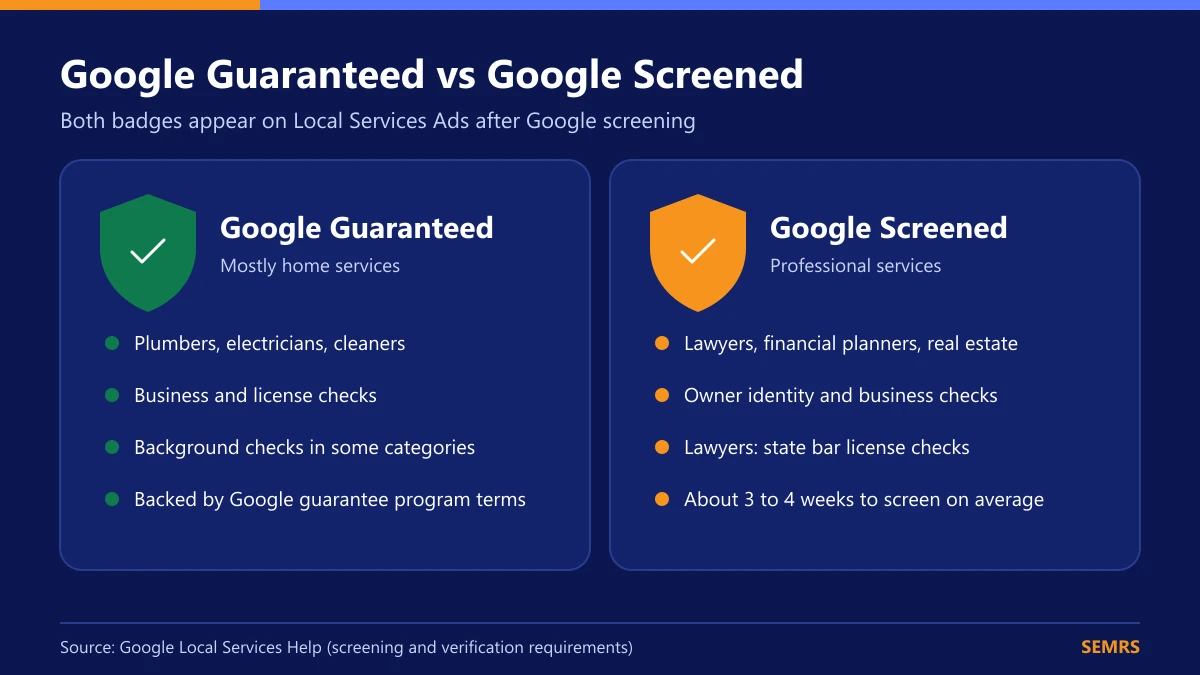 Google Guaranteed vs Google Screened
Both badges appear on Local Services Ads after Google screening
Google Guaranteed
Mostly home services
Plumbers, electricians, cleaners
Business and license checks
Background checks in some categories
Backed by Google guarantee program terms
Google Screened
Professional services
Lawyers, financial planners, real estate
Owner identity and business checks
Lawyers: state bar license checks
About 3 to 4 weeks to screen on average
Source: Google Local Services Help (screening and verification requirements)
SEMRS